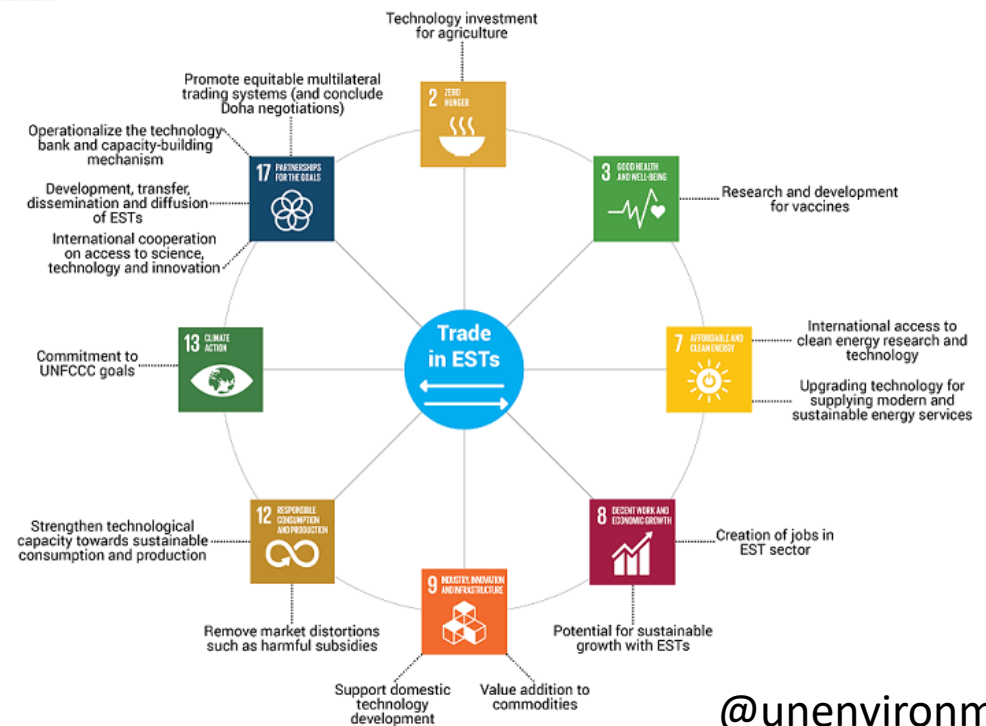 Technology investment
for agriculture
2 ZERO
HUNGER
Promote equitable multilateral
trading systems (and conclude
Doha negotiations)
Operationalize the technology
bank and capacity-building
mechanism
Development, transfer,
dissemination and diffusion
of ESTs
International cooperation
on access to science,
technology and innovation
17 PARTNERSHIPS
FOR THE GOALS
3 GOOD HEALTH
AND WELL-BEING
Research and development
for vaccines
13 CLIMATE
ACTION
Commitment to
UNFCCC goals
Trade
in ESTs
7 AFFORDABLE AND
CLEAN ENERGY
International access to
clean energy research and
technology
Upgrading technology for
supplying modern and
sustainable energy services
12 RESPONSIBLE
CONSUMPTION
AND PRODUCTION
Strengthen technological
capacity towards sustainable
consumption and production
Remove market distortions
such as harmful subsidies
8 DECENT WORK AND
ECONOMIC GROWTH
Creation of jobs in
EST sector
Potential for sustainable
growth with ESTs
9 INDUSTRY, INNOVATION
AND INFRASTRUCTURE
Support domestic
technology
development
Value addition to
commodities
@unenvironm